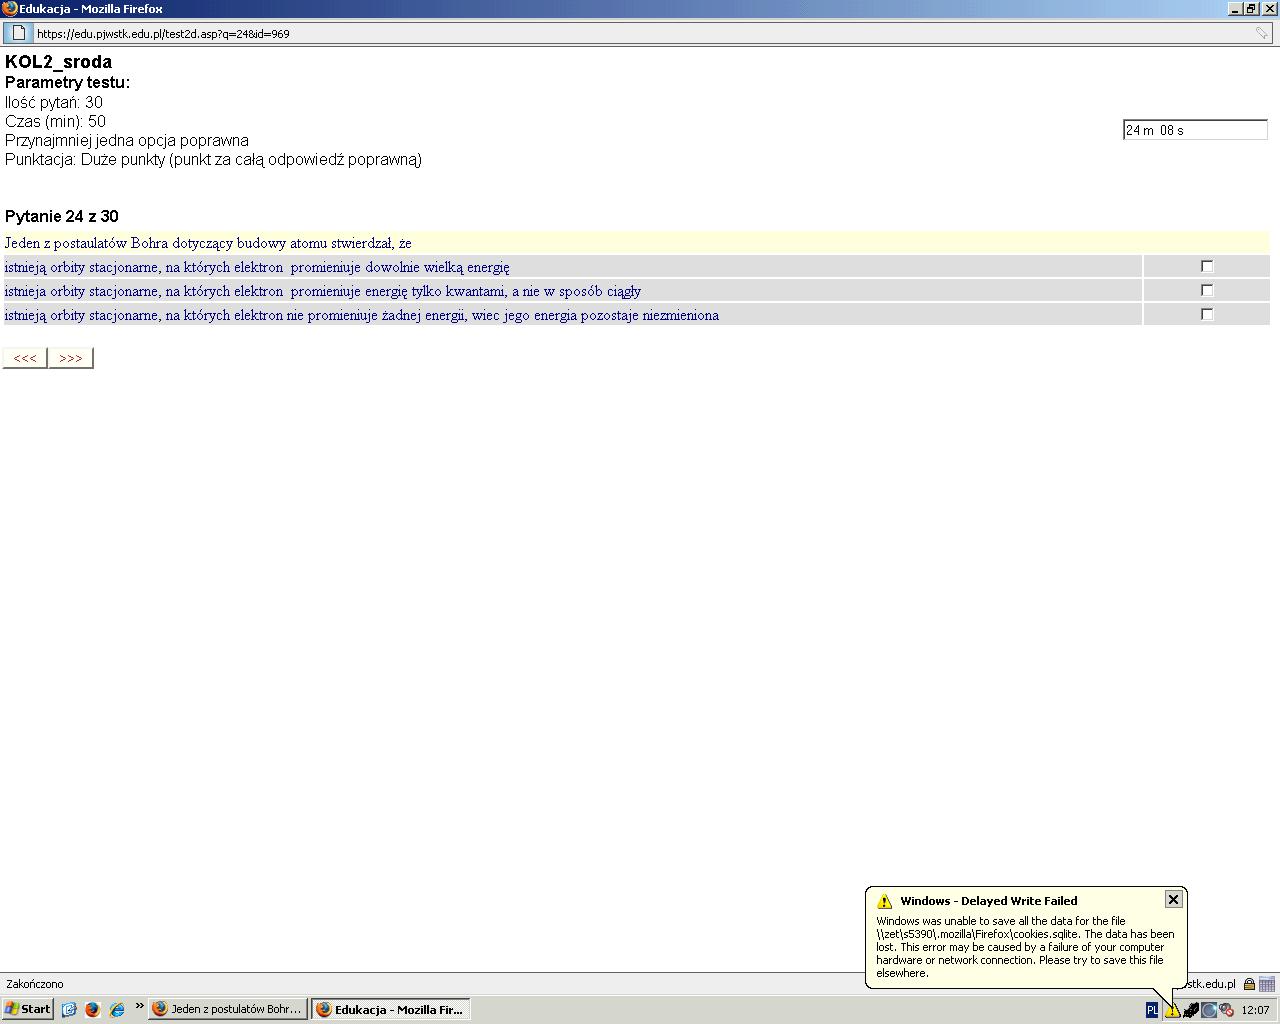 Edukacja - Mozilla Firefox
https://edu.pjwstk.edu.pl/test2d.asp?q=24&id=969
KOL2_sroda
Parametry testu:
Ilość pytań: 30
Czas (min): 50
Przynajmniej jedna opcja poprawna
Punktacja: Duże punkty (punkt za całą odpowiedź poprawną)
24 m 08 s
Pytanie 24 z 30
Jeden z postaulatów Bohra dotyczący budowy atomu stwierdzał, że
istnieją orbity stacjonarne, na których elektron promieniuje dowolnie wielką energię
istnieja orbity stacjonarne, na których elektron promieniuje energię tylko kwantami, a nie w sposób ciągły
istnieją orbity stacjonarne, na których elektron nie promieniuje żadnej energii, wiec jego energia pozostaje niezmieniona
<<< >>>
Windows - Delayed Write Failed
Windows was unable to save all the data for the file
\\zet\s5390\.mozilla\Firefox\cookies.sqlite. The data has been
lost. This error may be caused by a failure of your computer
hardware or network connection. Please try to save this file
elsewhere.
Zakończono
stk.edu.pl
Start » Jeden z postulatów Bohr... Edukacja - Mozilla Fir... PL 12:07